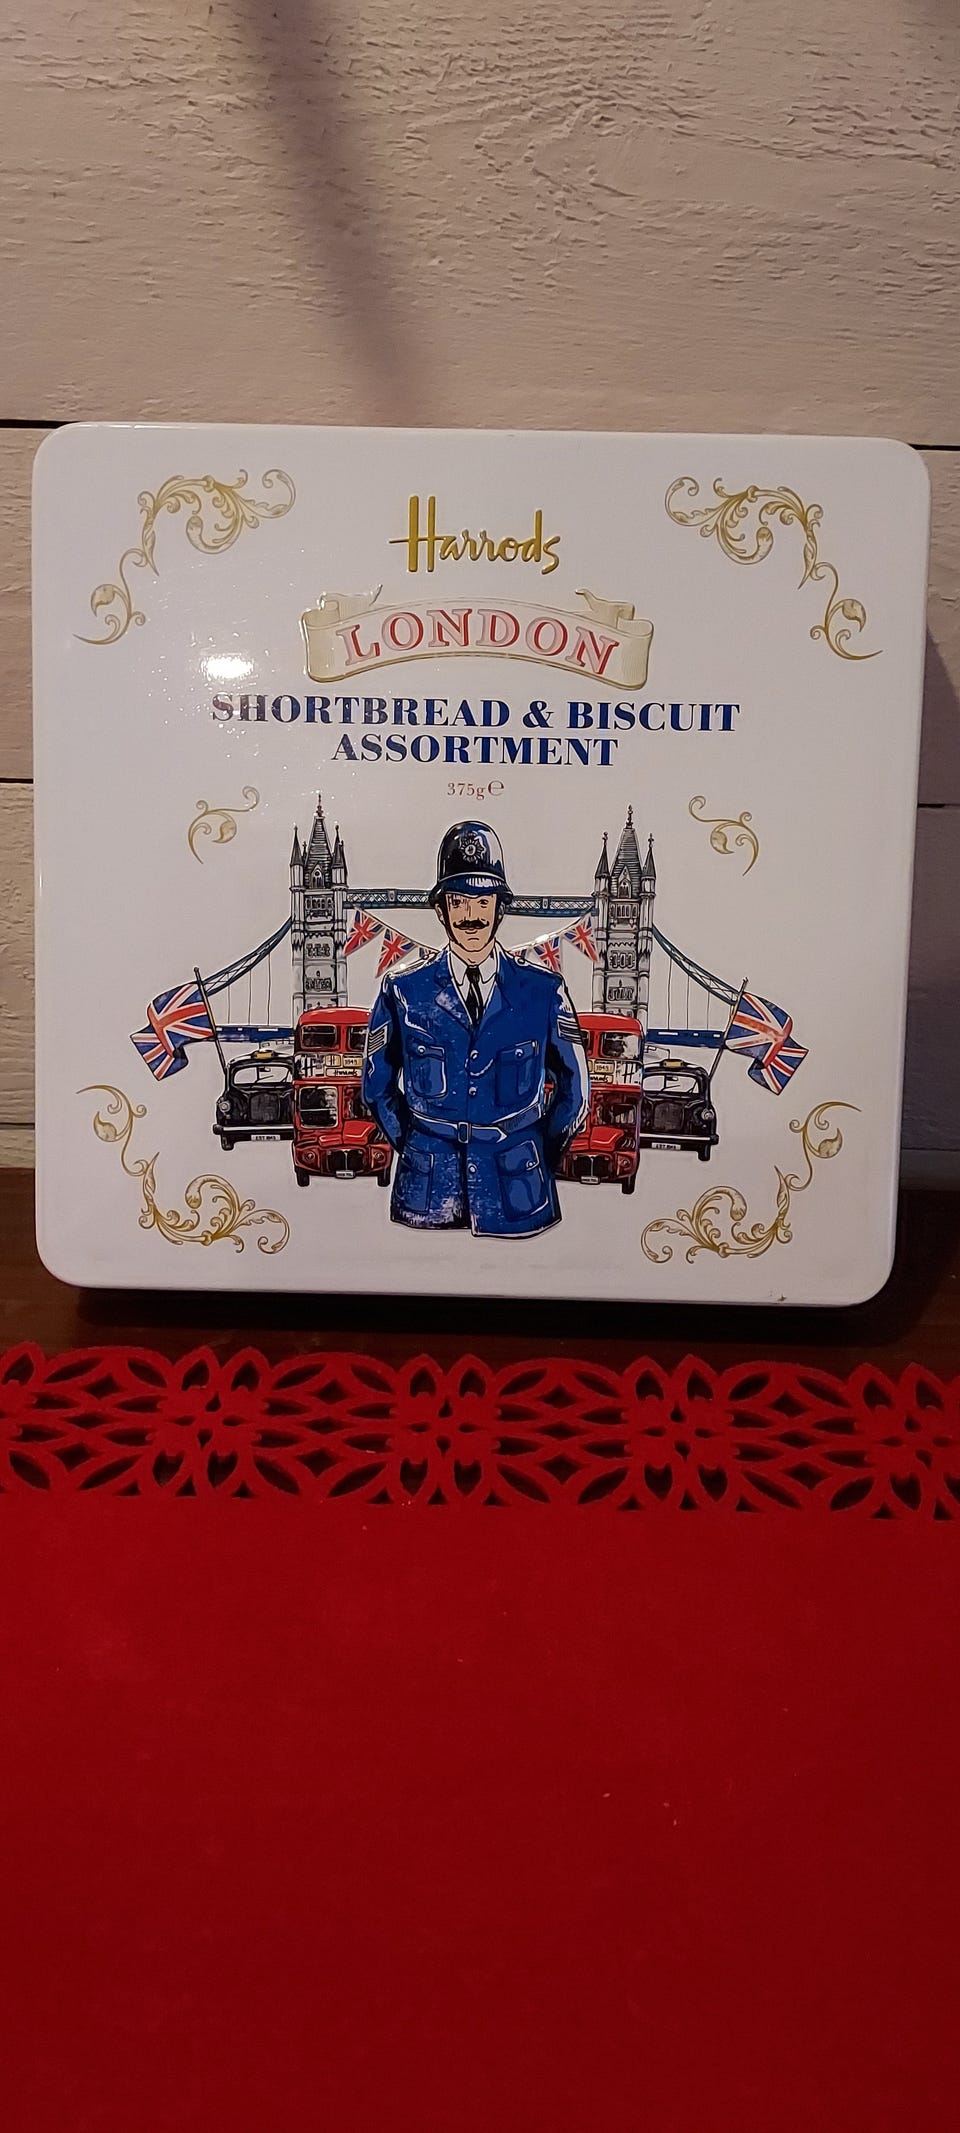 Harrods
LONDON
SHORTBREAD & BISCUIT
ASSORTMENT
375g℮